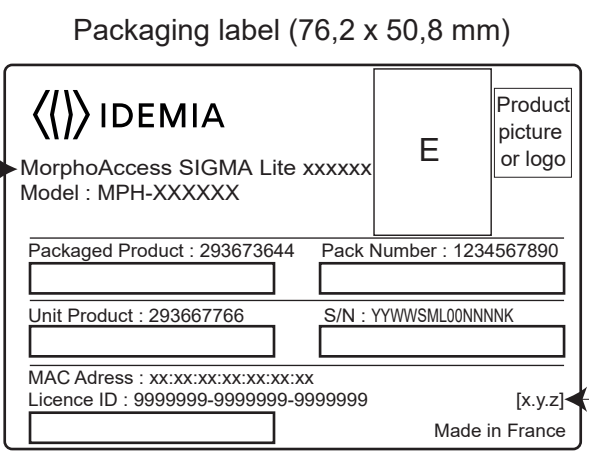 Packaging label (76,2 x 50,8 mm)
IDEMIA
E
Product
picture
or logo
MorphoAccess SIGMA Lite xxxxxx
Model : MPH-XXXXXX
Packaged Product : 293673644
Pack Number : 1234567890
Unit Product : 293667766
S/N : YYWWSML00NNNNK
MAC Adress : xx:xx:xx:xx:xx:xx:xx
Licence ID : 9999999-9999999-9999999
[x.y.z]
Made in France